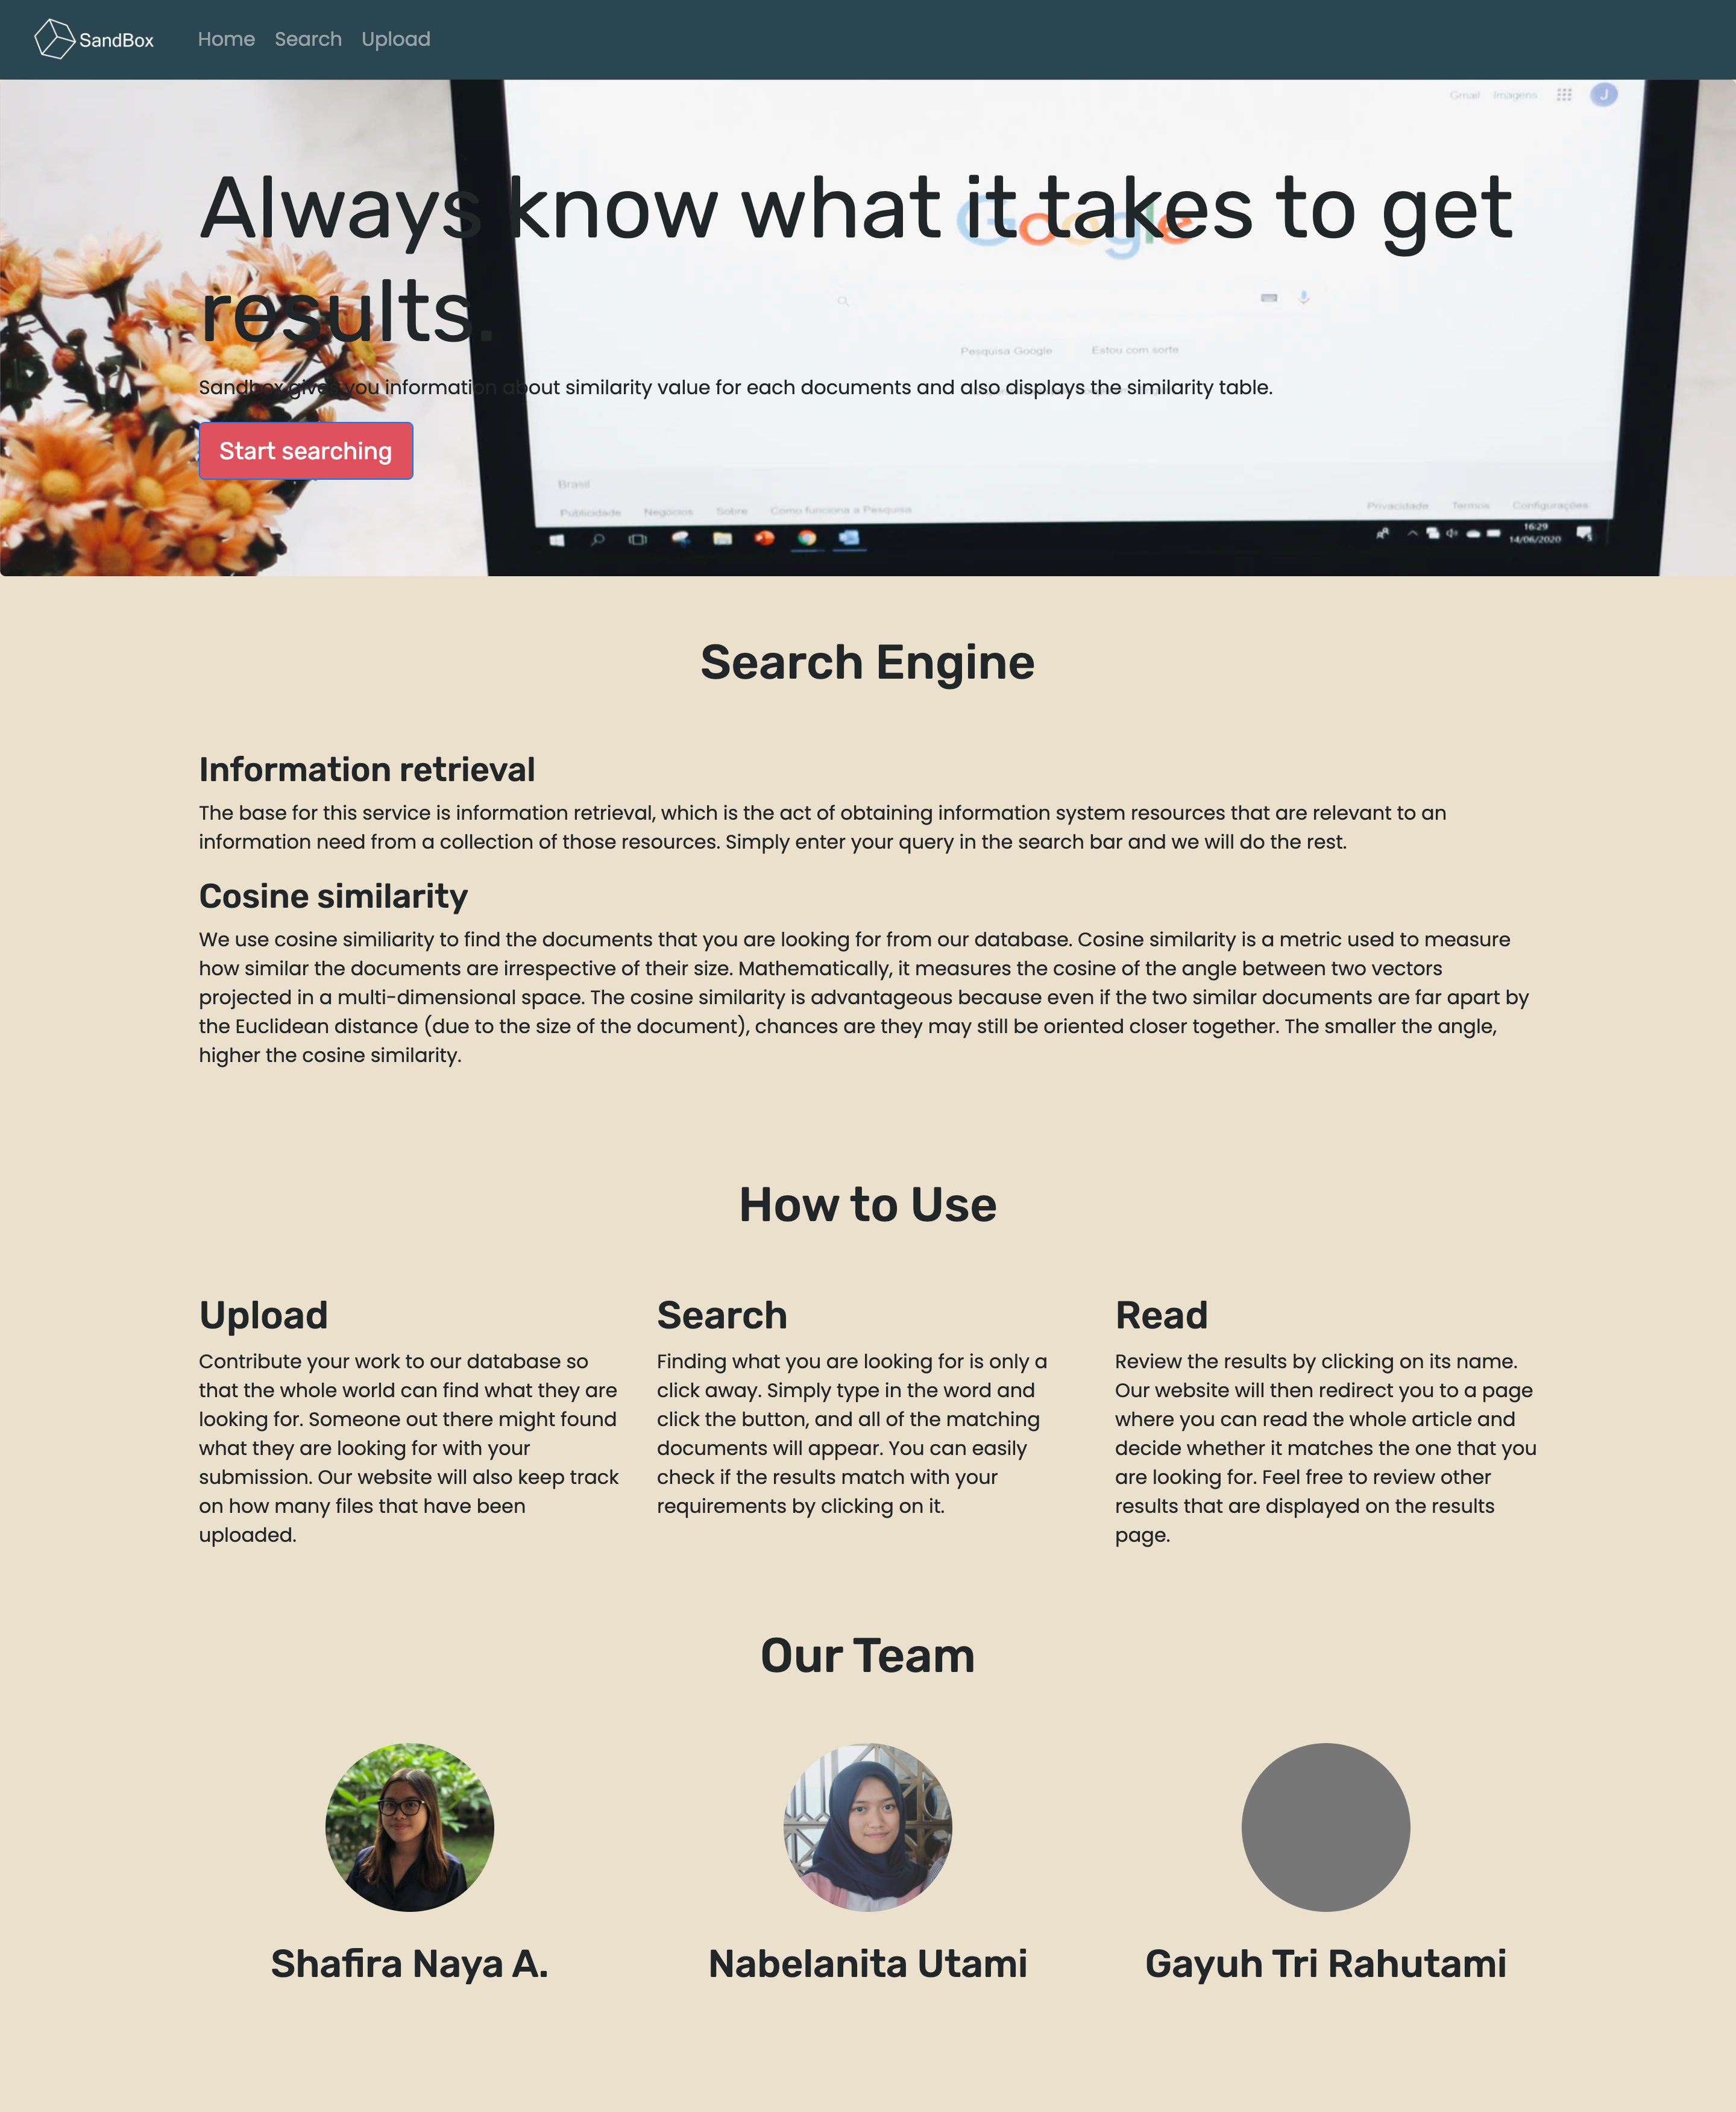 SandBox
Home Search Upload
Gmail Imagens
J
Google
Always know what it takes to get
results.
Pesquisa Google Estou com sorte
Sandbox gives you information about similarity value for each documents and also displays the similarity table.
Start searching
Brasil
Publicidade Negócios Sobre Como funciona a Pesquisa
Privacidade Termos Configurações
16:29
14/06/2020
Search Engine
Information retrieval
The base for this service is information retrieval, which is the act of obtaining information system resources that are relevant to an
information need from a collection of those resources. Simply enter your query in the search bar and we will do the rest.
Cosine similarity
We use cosine similiarity to find the documents that you are looking for from our database. Cosine similarity is a metric used to measure
how similar the documents are irrespective of their size. Mathematically, it measures the cosine of the angle between two vectors
projected in a multi-dimensional space. The cosine similarity is advantageous because even if the two similar documents are far apart by
the Euclidean distance (due to the size of the document), chances are they may still be oriented closer together. The smaller the angle,
higher the cosine similarity.
How to Use
Upload
Contribute your work to our database so
that the whole world can find what they are
looking for. Someone out there might found
what they are looking for with your
submission. Our website will also keep track
on how many files that have been
uploaded.
Search
Finding what you are looking for is only a
click away. Simply type in the word and
click the button, and all of the matching
documents will appear. You can easily
check if the results match with your
requirements by clicking on it.
Read
Review the results by clicking on its name.
Our website will then redirect you to a page
where you can read the whole article and
decide whether it matches the one that you
are looking for. Feel free to review other
results that are displayed on the results
page.
Our Team
Shafira Naya A.
Nabelanita Utami
Gayuh Tri Rahutami